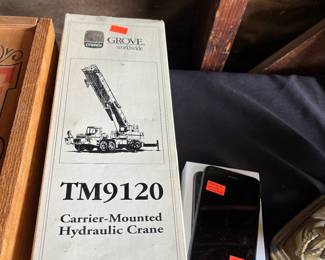 GROVE
worldwide
TM9120
Carrier-Mounted
Hydraulic Crane